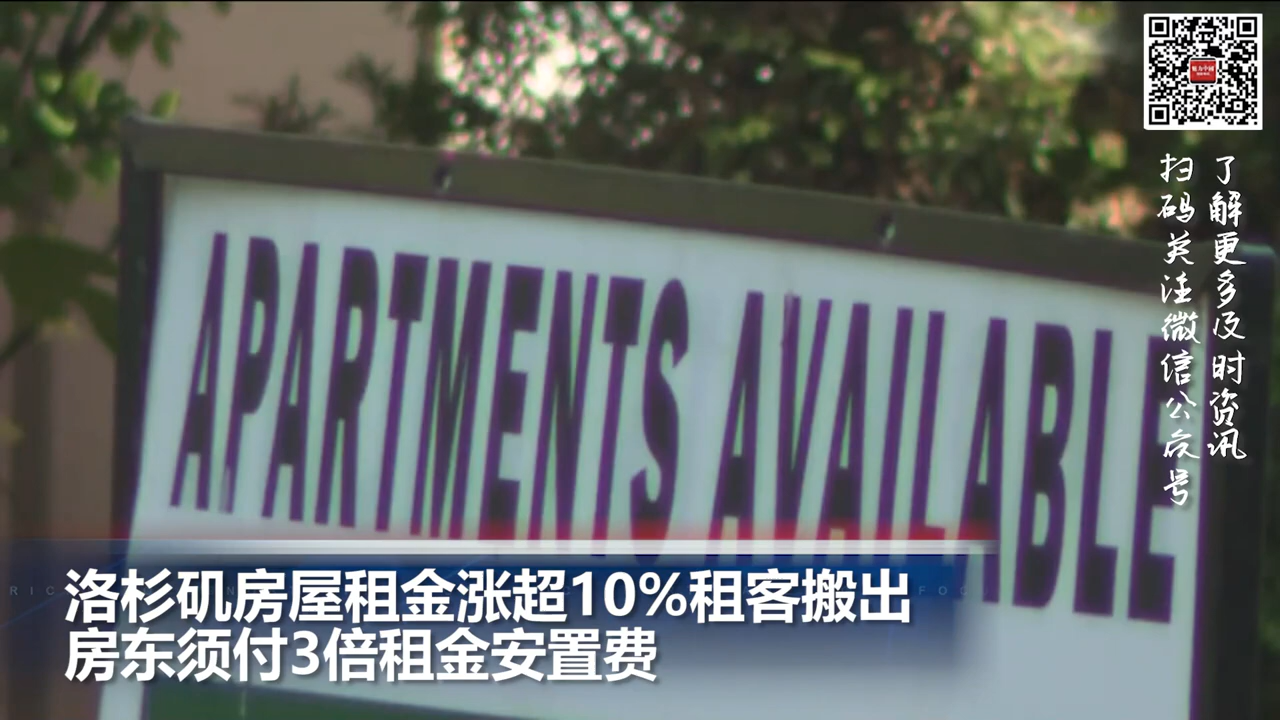 APARTMENTS AVAILABLE
了解更多及时资讯
扫码关注微信公众号
洛杉矶房屋租金涨超10%租客搬出
房东须付3倍租金安置费